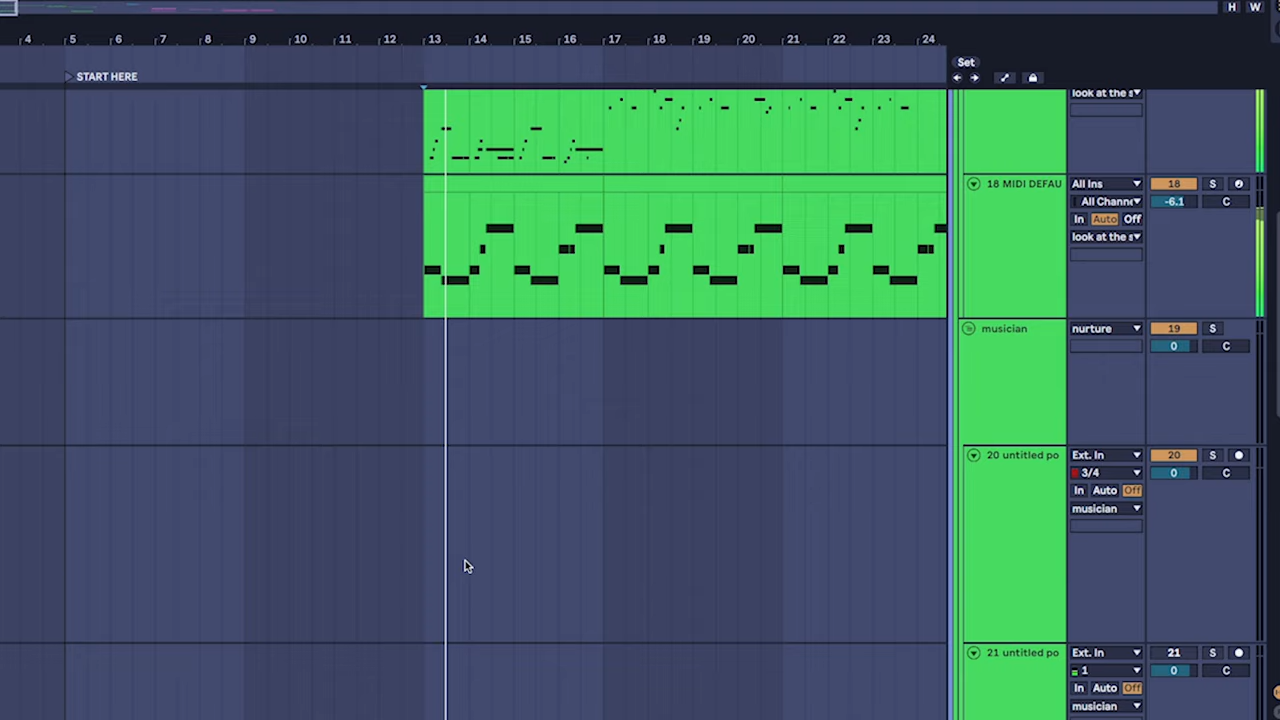 H W
4 5 6 7 8 9 10 11 12 13 14 15 16 17 18 19 20 21 22 23 24
Set
START HERE
look at the s
18 MIDI DEFAU All Ins 18 S
All Channe -6.1 C
In Auto Off
look at the s
musician nurture 19 S
0 C
20 untitled po Ext. In 20 S
3/4 0 C
In Auto Off
musician
21 untitled po Ext. In 21 S
1 0 C
In Auto Off
musician